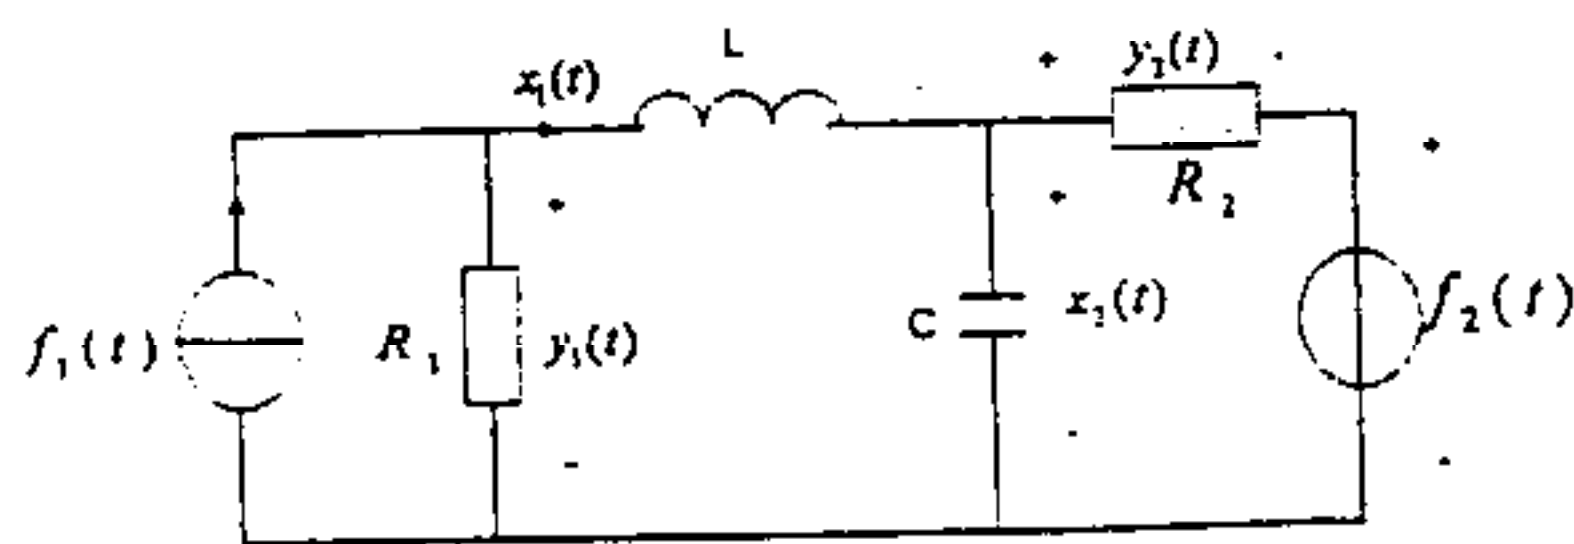 L
x₁(t)
+ y₂(t) -
R₂
+
f₁(t)
R₁
+
y₁(t)
-
C
+
x₂(t)
-
f₂(t)
-